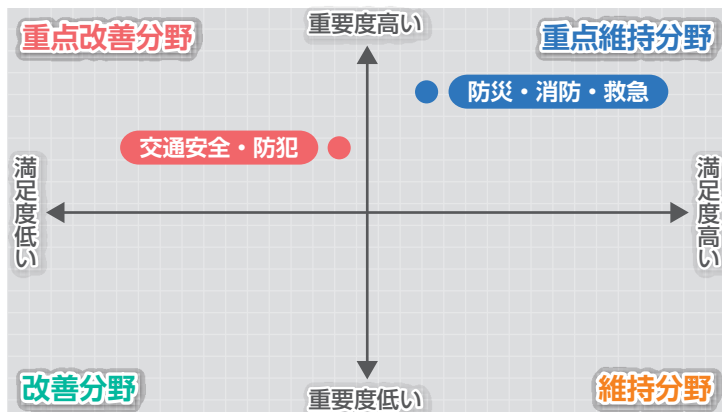 重点改善分野
重要度高い
重点維持分野
防災・消防・救急
交通安全・防犯
満足度低い
満足度高い
改善分野
重要度低い
維持分野